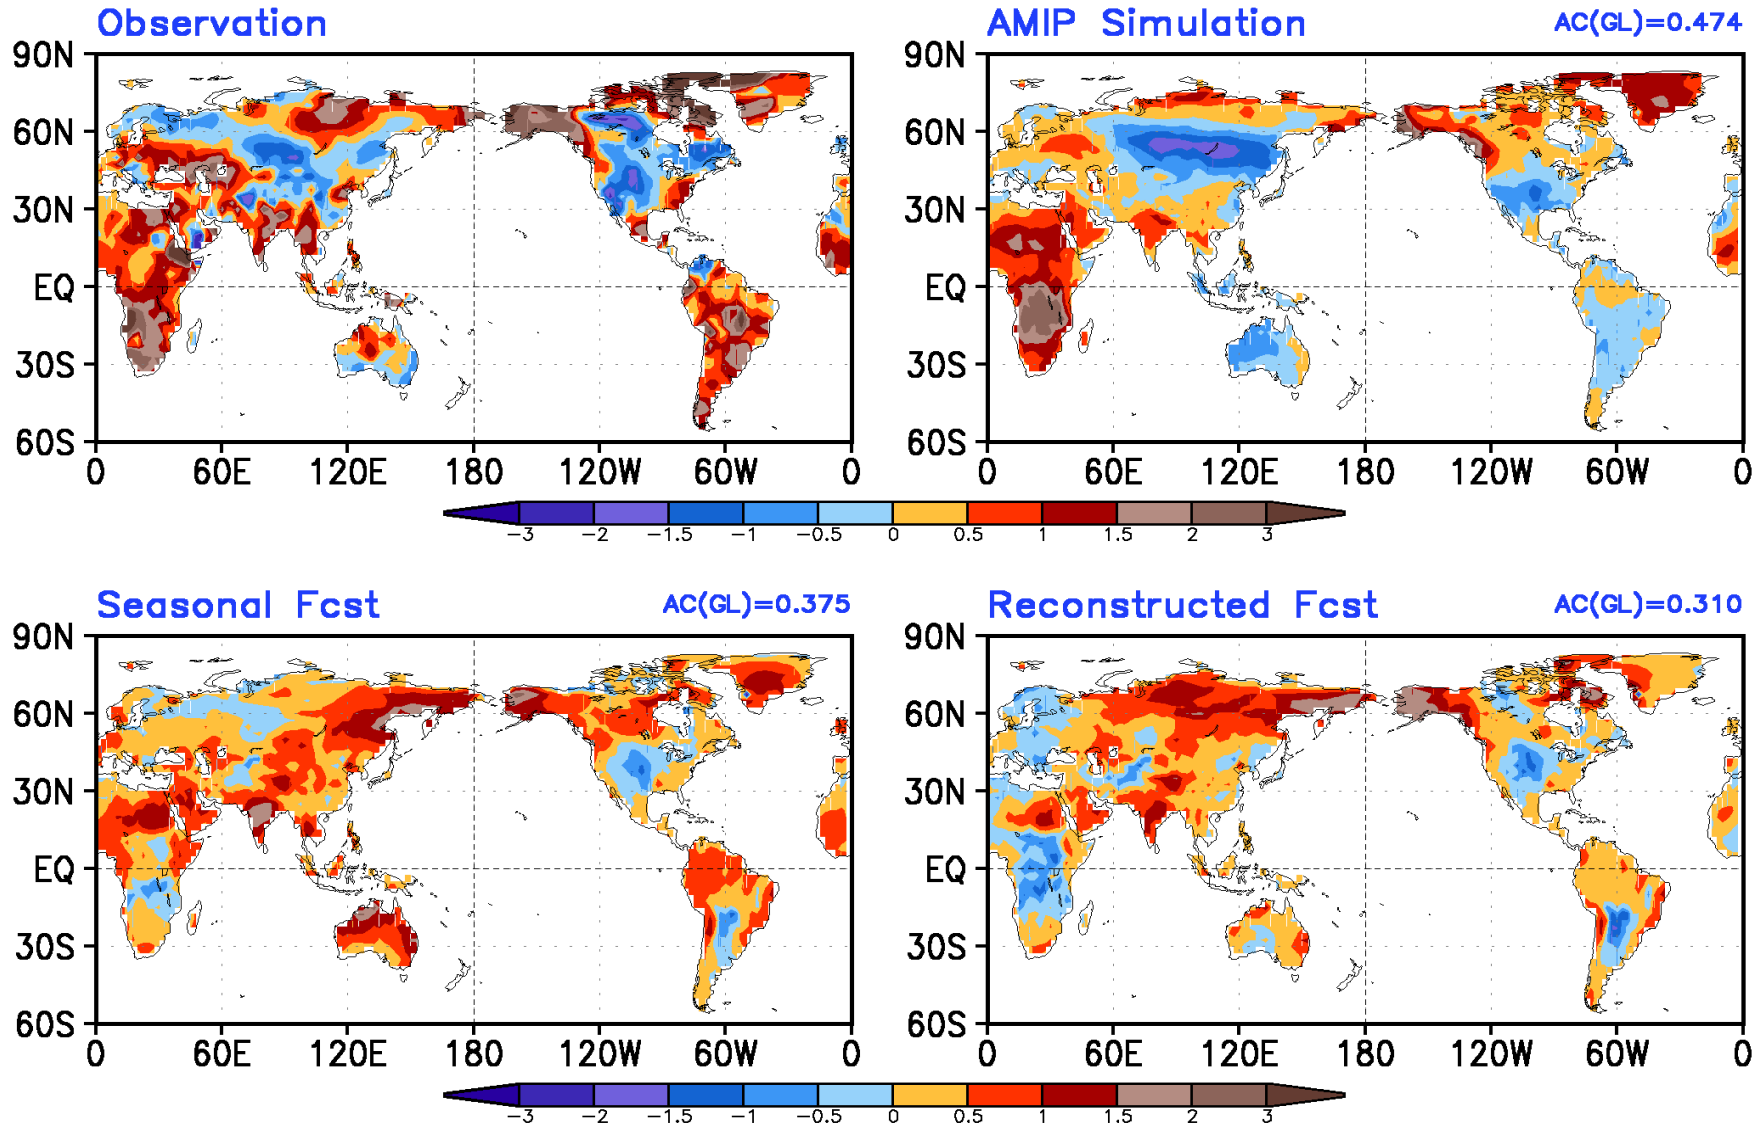 Observation
AMIP Simulation AC(GL)=0.474
90N 90N
60N 60N
30N 30N
EQ EQ
30S 30S
60S 60S
0 60E 120E 180 120W 60W 0 0 60E 120E 180 120W 60W 0
-3 -2 -1.5 -1 -0.5 0 0.5 1 1.5 2 3
Seasonal Fcst AC(GL)=0.375
Reconstructed Fcst AC(GL)=0.310
90N 90N
60N 60N
30N 30N
EQ EQ
30S 30S
60S 60S
0 60E 120E 180 120W 60W 0 0 60E 120E 180 120W 60W 0
-3 -2 -1.5 -1 -0.5 0 0.5 1 1.5 2 3